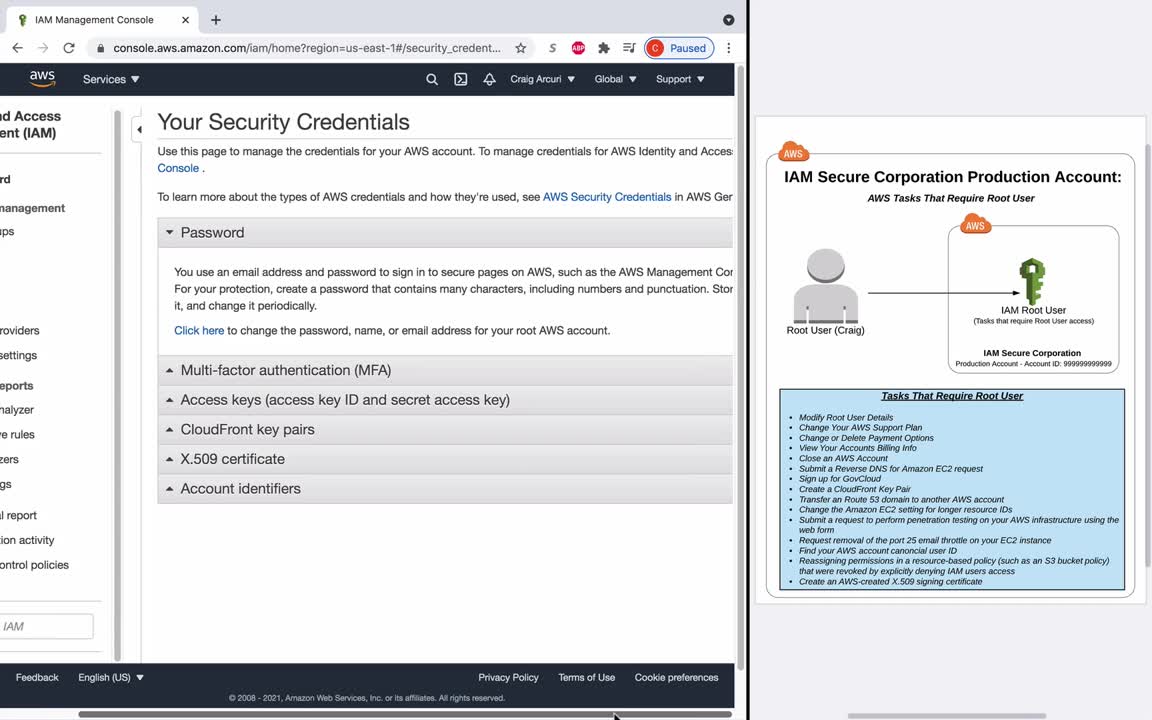 IAM Management Console
console.aws.amazon.com/iam/home?region=us-east-1#/security_credent...
S
ABP
C Paused
aws
Services
Craig Arcuri
Global
Support
d Access
ent (IAM)
rd
management
ups
roviders
settings
eports
nalyzer
ve rules
zers
gs
l report
ion activity
ontrol policies
IAM
Your Security Credentials
Use this page to manage the credentials for your AWS account. To manage credentials for AWS Identity and Acces
Console .
To learn more about the types of AWS credentials and how they're used, see AWS Security Credentials in AWS Ger
Password
You use an email address and password to sign in to secure pages on AWS, such as the AWS Management Cor
For your protection, create a password that contains many characters, including numbers and punctuation. Stor
it, and change it periodically.
Click here to change the password, name, or email address for your root AWS account.
Multi-factor authentication (MFA)
Access keys (access key ID and secret access key)
CloudFront key pairs
X.509 certificate
Account identifiers
Feedback
English (US)
Privacy Policy
Terms of Use
Cookie preferences
© 2008 - 2021, Amazon Web Services, Inc. or its affiliates. All rights reserved.
AWS
IAM Secure Corporation Production Account:
AWS Tasks That Require Root User
AWS
Root User (Craig)
IAM Root User
(Tasks that require Root User access)
IAM Secure Corporation
Production Account - Account ID: 999999999999
Tasks That Require Root User
• Modify Root User Details
• Change Your AWS Support Plan
• Change or Delete Payment Options
• View Your Accounts Billing Info
• Close an AWS Account
• Submit a Reverse DNS for Amazon EC2 request
• Sign up for GovCloud
• Create a CloudFront Key Pair
• Transfer an Route 53 domain to another AWS account
• Change the Amazon EC2 setting for longer resource IDs
• Submit a request to perform penetration testing on your AWS infrastructure using the
web form
• Request removal of the port 25 email throttle on your EC2 instance
• Find your AWS account canoncial user ID
• Reassigning permissions in a resource-based policy (such as an S3 bucket policy)
that were revoked by explicitly denying IAM users access
• Create an AWS-created X.509 signing certificate